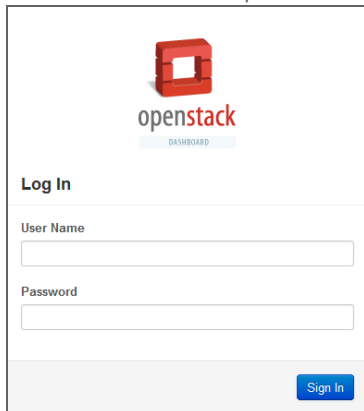 openstack
DASHBOARD
Log In
User Name
Password
Sign In